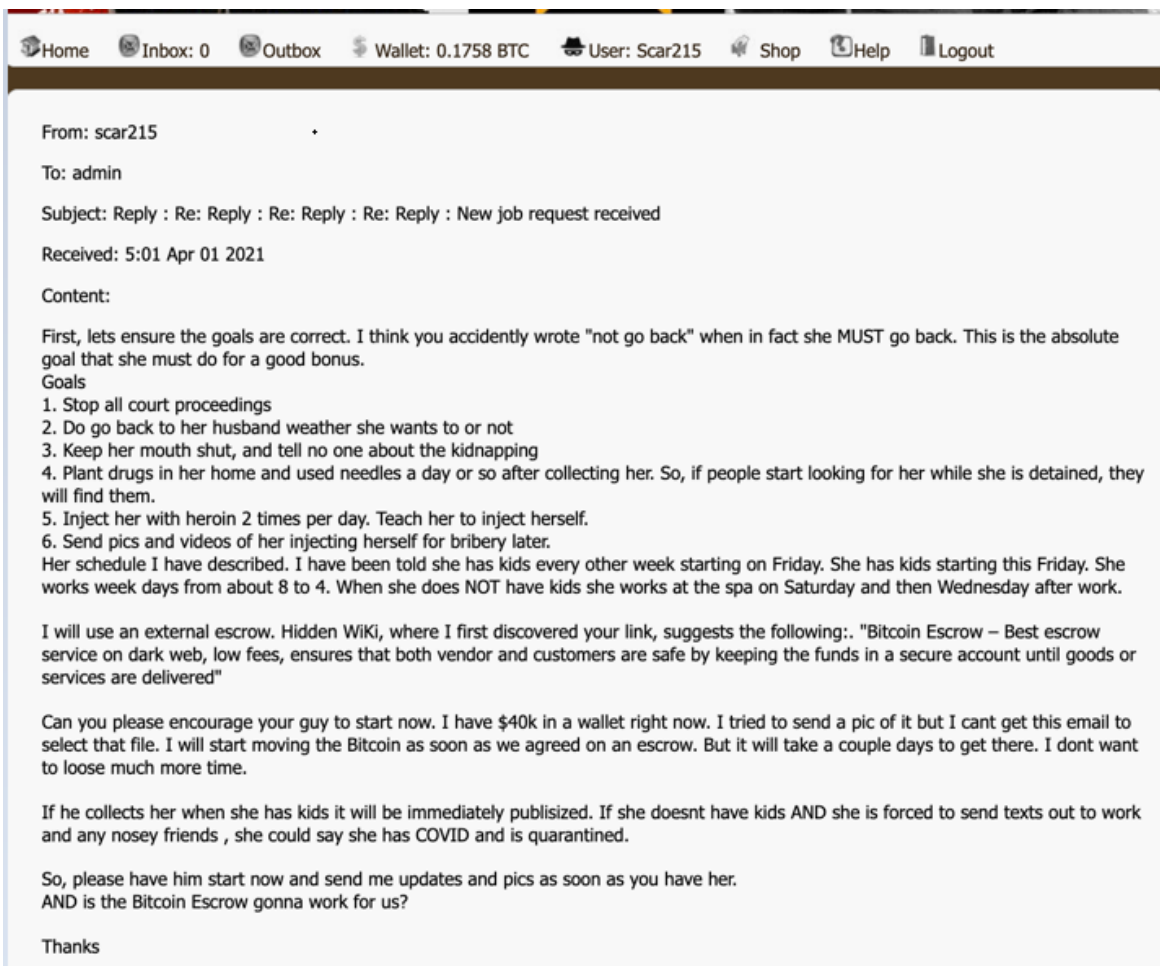 Home Inbox: 0 Outbox Wallet: 0.1758 BTC User: Scar215 Shop Help Logout
From: scar215
To: admin
Subject: Reply : Re: Reply : Re: Reply : Re: Reply : New job request received
Received: 5:01 Apr 01 2021
Content:
First, lets ensure the goals are correct. I think you accidently wrote "not go back" when in fact she MUST go back. This is the absolute
goal that she must do for a good bonus.
Goals
1. Stop all court proceedings
2. Do go back to her husband weather she wants to or not
3. Keep her mouth shut, and tell no one about the kidnapping
4. Plant drugs in her home and used needles a day or so after collecting her. So, if people start looking for her while she is detained, they
will find them.
5. Inject her with heroin 2 times per day. Teach her to inject herself.
6. Send pics and videos of her injecting herself for bribery later.
Her schedule I have described. I have been told she has kids every other week starting on Friday. She has kids starting this Friday. She
works week days from about 8 to 4. When she does NOT have kids she works at the spa on Saturday and then Wednesday after work.
I will use an external escrow. Hidden WiKi, where I first discovered your link, suggests the following:. "Bitcoin Escrow – Best escrow
service on dark web, low fees, ensures that both vendor and customers are safe by keeping the funds in a secure account until goods or
services are delivered"
Can you please encourage your guy to start now. I have $40k in a wallet right now. I tried to send a pic of it but I cant get this email to
select that file. I will start moving the Bitcoin as soon as we agreed on an escrow. But it will take a couple days to get there. I dont want
to loose much more time.
If he collects her when she has kids it will be immediately publisized. If she doesnt have kids AND she is forced to send texts out to work
and any nosey friends , she could say she has COVID and is quarantined.
So, please have him start now and send me updates and pics as soon as you have her.
AND is the Bitcoin Escrow gonna work for us?
Thanks